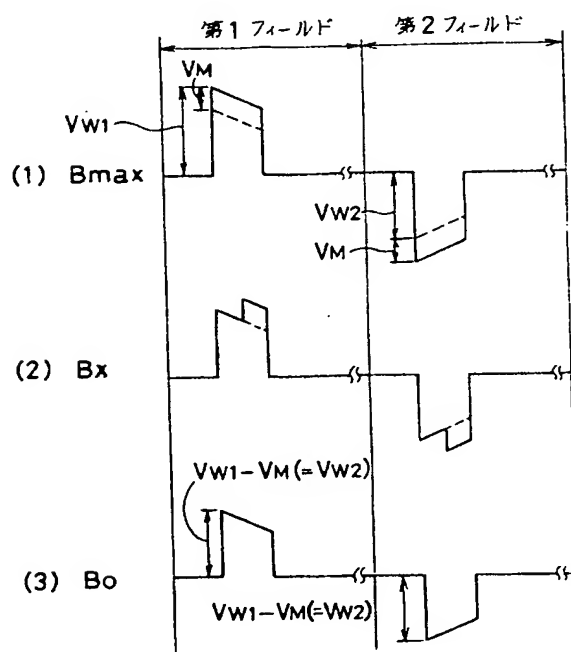 第1フィールド 第2フィールド
VM
VW1
(1) Bmax
VW2
VM
(2) Bx
VW1-VM(=VW2)
(3) Bo
VW1-VM(=VW2)